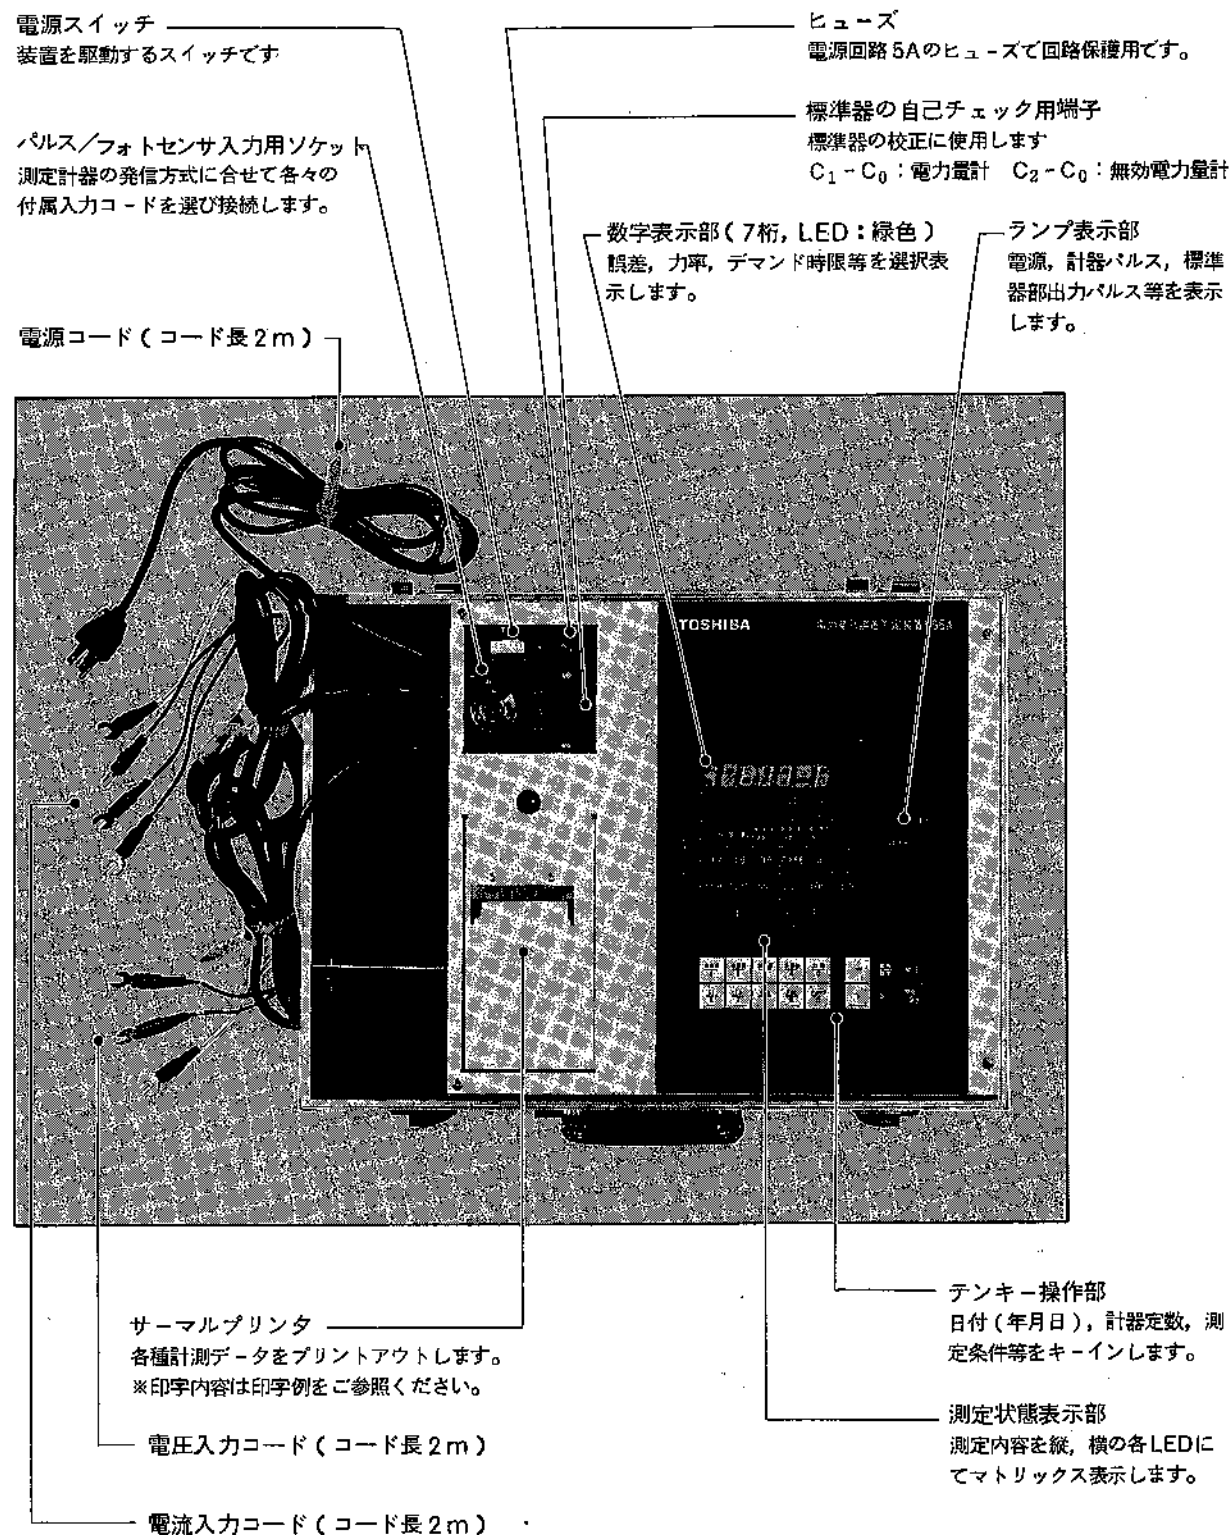 電源スイッチ
装置を駆動するスイッチです
ヒューズ
電源回路5Aのヒューズで回路保護用です。
標準器の自己チェック用端子
標準器の校正に使用します
C₁-C₀:電力量計 C₂-C₀:無効電力量計
パルス/フォトセンサ入力用ソケット
測定計器の発信方式に合せて各々の
付属入力コードを選び接続します。
数字表示部(7桁, LED:緑色)
誤差, 力率, デマンド時限等を選択表
示します。
ランプ表示部
電源, 計器パルス, 標準
器部出力パルス等を表示
します。
電源コード(コード長2m)
TOSHIBA
テンキー操作部
日付(年月日), 計器定数, 測
定条件等をキーインします。
サーマルプリンタ
各種計測データをプリントアウトします。
※印字内容は印字例をご参照ください。
測定状態表示部
測定内容を縦, 横の各LEDに
てマトリックス表示します。
電圧入力コード(コード長2m)
電流入力コード(コード長2m)